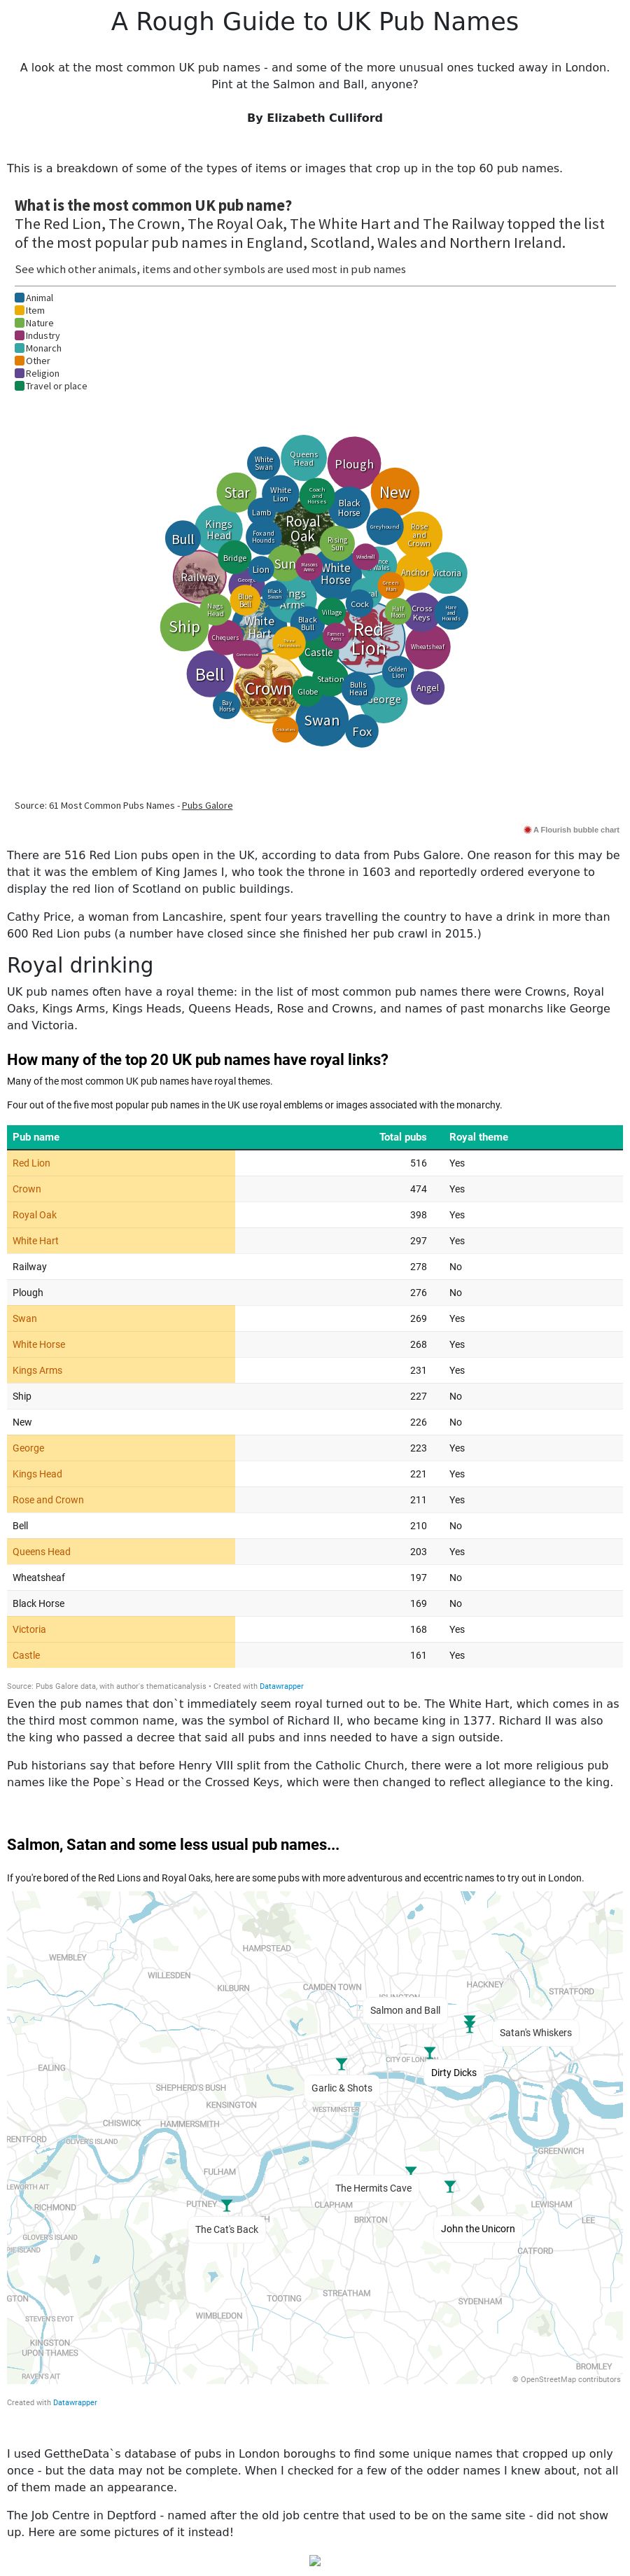 A Rough Guide to UK Pub Names
A look at the most common UK pub names - and some of the more unusual ones tucked away in London.
Pint at the Salmon and Ball, anyone?
By Elizabeth Culliford
This is a breakdown of some of the types of items or images that crop up in the top 60 pub names.
What is the most common UK pub name?
The Red Lion, The Crown, The Royal Oak, The White Hart and The Railway topped the list
of the most popular pub names in England, Scotland, Wales and Northern Ireland.
See which other animals, items and other symbols are used most in pub names
Animal
Item
Nature
Industry
Monarch
Other
Religion
Travel or place
White
Swan
Queens
Head
Plough
Star
White
Lion
Coach
and
Horses
Black
Horse
New
Lamb
Royal
Oak
Greyhound
Rose
and
Crown
Kings
Head
Bull
Fox and
Hounds
Rising
Sun
Bridge
Sun
Masons
Arms
Windmill
Wales
Railway
Lion
White
Horse
Anchor
Victoria
Green
Man
Black
Swan
Blue
Bell
Arms
Nags
Head
Village
Cock
Half
Moon
Cross
Keys
Hare
and
Hounds
Ship
Chequers
White
Hart
Black
Bull
Farmers
Arms
Red
Lion
Wheatsheaf
Castle
Bell
Crown
Station
Globe
Bulls
Head
Golden
Lion
Angel
George
Bay
Horse
Swan
Fox
Source: 61 Most Common Pubs Names - Pubs Galore
A Flourish bubble chart
There are 516 Red Lion pubs open in the UK, according to data from Pubs Galore. One reason for this may be
that it was the emblem of King James I, who took the throne in 1603 and reportedly ordered everyone to
display the red lion of Scotland on public buildings.
Cathy Price, a woman from Lancashire, spent four years travelling the country to have a drink in more than
600 Red Lion pubs (a number have closed since she finished her pub crawl in 2015.)
Royal drinking
UK pub names often have a royal theme: in the list of most common pub names there were Crowns, Royal
Oaks, Kings Arms, Kings Heads, Queens Heads, Rose and Crowns, and names of past monarchs like George
and Victoria.
How many of the top 20 UK pub names have royal links?
Many of the most common UK pub names have royal themes.
Four out of the five most popular pub names in the UK use royal emblems or images associated with the monarchy.
Pub name Total pubs Royal theme
Red Lion 516 Yes
Crown 474 Yes
Royal Oak 398 Yes
White Hart 297 Yes
Railway 278 No
Plough 276 No
Swan 269 Yes
White Horse 268 Yes
Kings Arms 231 Yes
Ship 227 No
New 226 No
George 223 Yes
Kings Head 221 Yes
Rose and Crown 211 Yes
Bell 210 No
Queens Head 203 Yes
Wheatsheaf 197 No
Black Horse 169 No
Victoria 168 Yes
Castle 161 Yes
Source: Pubs Galore data, with author's thematicanalysis • Created with Datawrapper
Even the pub names that don`t immediately seem royal turned out to be. The White Hart, which comes in as
the third most common name, was the symbol of Richard II, who became king in 1377. Richard II was also
the king who passed a decree that said all pubs and inns needed to have a sign outside.
Pub historians say that before Henry VIII split from the Catholic Church, there were a lot more religious pub
names like the Pope`s Head or the Crossed Keys, which were then changed to reflect allegiance to the king.
Salmon, Satan and some less usual pub names...
If you're bored of the Red Lions and Royal Oaks, here are some pubs with more adventurous and eccentric names to try out in London.
HAMPSTEAD
WEMBLEY
WILLESDEN
KILBURN
CAMDEN TOWN
HACKNEY
STRATFORD
Salmon and Ball
Satan's Whiskers
CITY OF LONDON
Dirty Dicks
EALING
SHEPHERD'S BUSH
Garlic & Shots
KENSINGTON
WESTMINSTER
CHISWICK
HAMMERSMITH
OLIVER'S ISLAND
GREENWICH
FULHAM
The Hermits Cave
RICHMOND
PUTNEY
CLAPHAM
BRIXTON
LEWISHAM
LEE
The Cat's Back
John the Unicorn
GLOVER'S ISLAND
CATFORD
STREATHAM
TOOTING
SYDENHAM
WIMBLEDON
STEVEN'S EYOT
KINGSTON
UPON THAMES
RAVEN'S AIT
BROMLEY
© OpenStreetMap contributors
Created with Datawrapper
I used GettheData`s database of pubs in London boroughs to find some unique names that cropped up only
once - but the data may not be complete. When I checked for a few of the odder names I knew about, not all
of them made an appearance.
The Job Centre in Deptford - named after the old job centre that used to be on the same site - did not show
up. Here are some pictures of it instead!